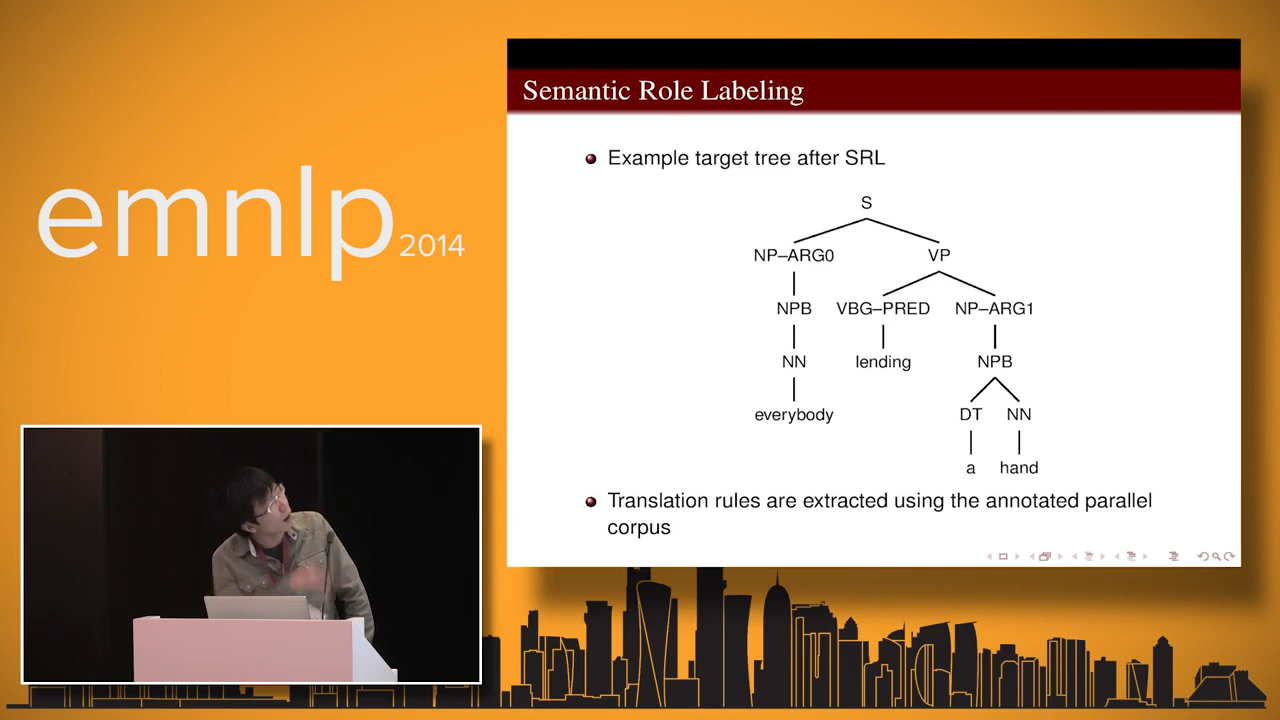 emnlp 2014
Semantic Role Labeling
Example target tree after SRL
S
NP–ARG0 VP
NPB VBG–PRED NP–ARG1
NN lending NPB
everybody DT NN
a hand
Translation rules are extracted using the annotated parallel
corpus